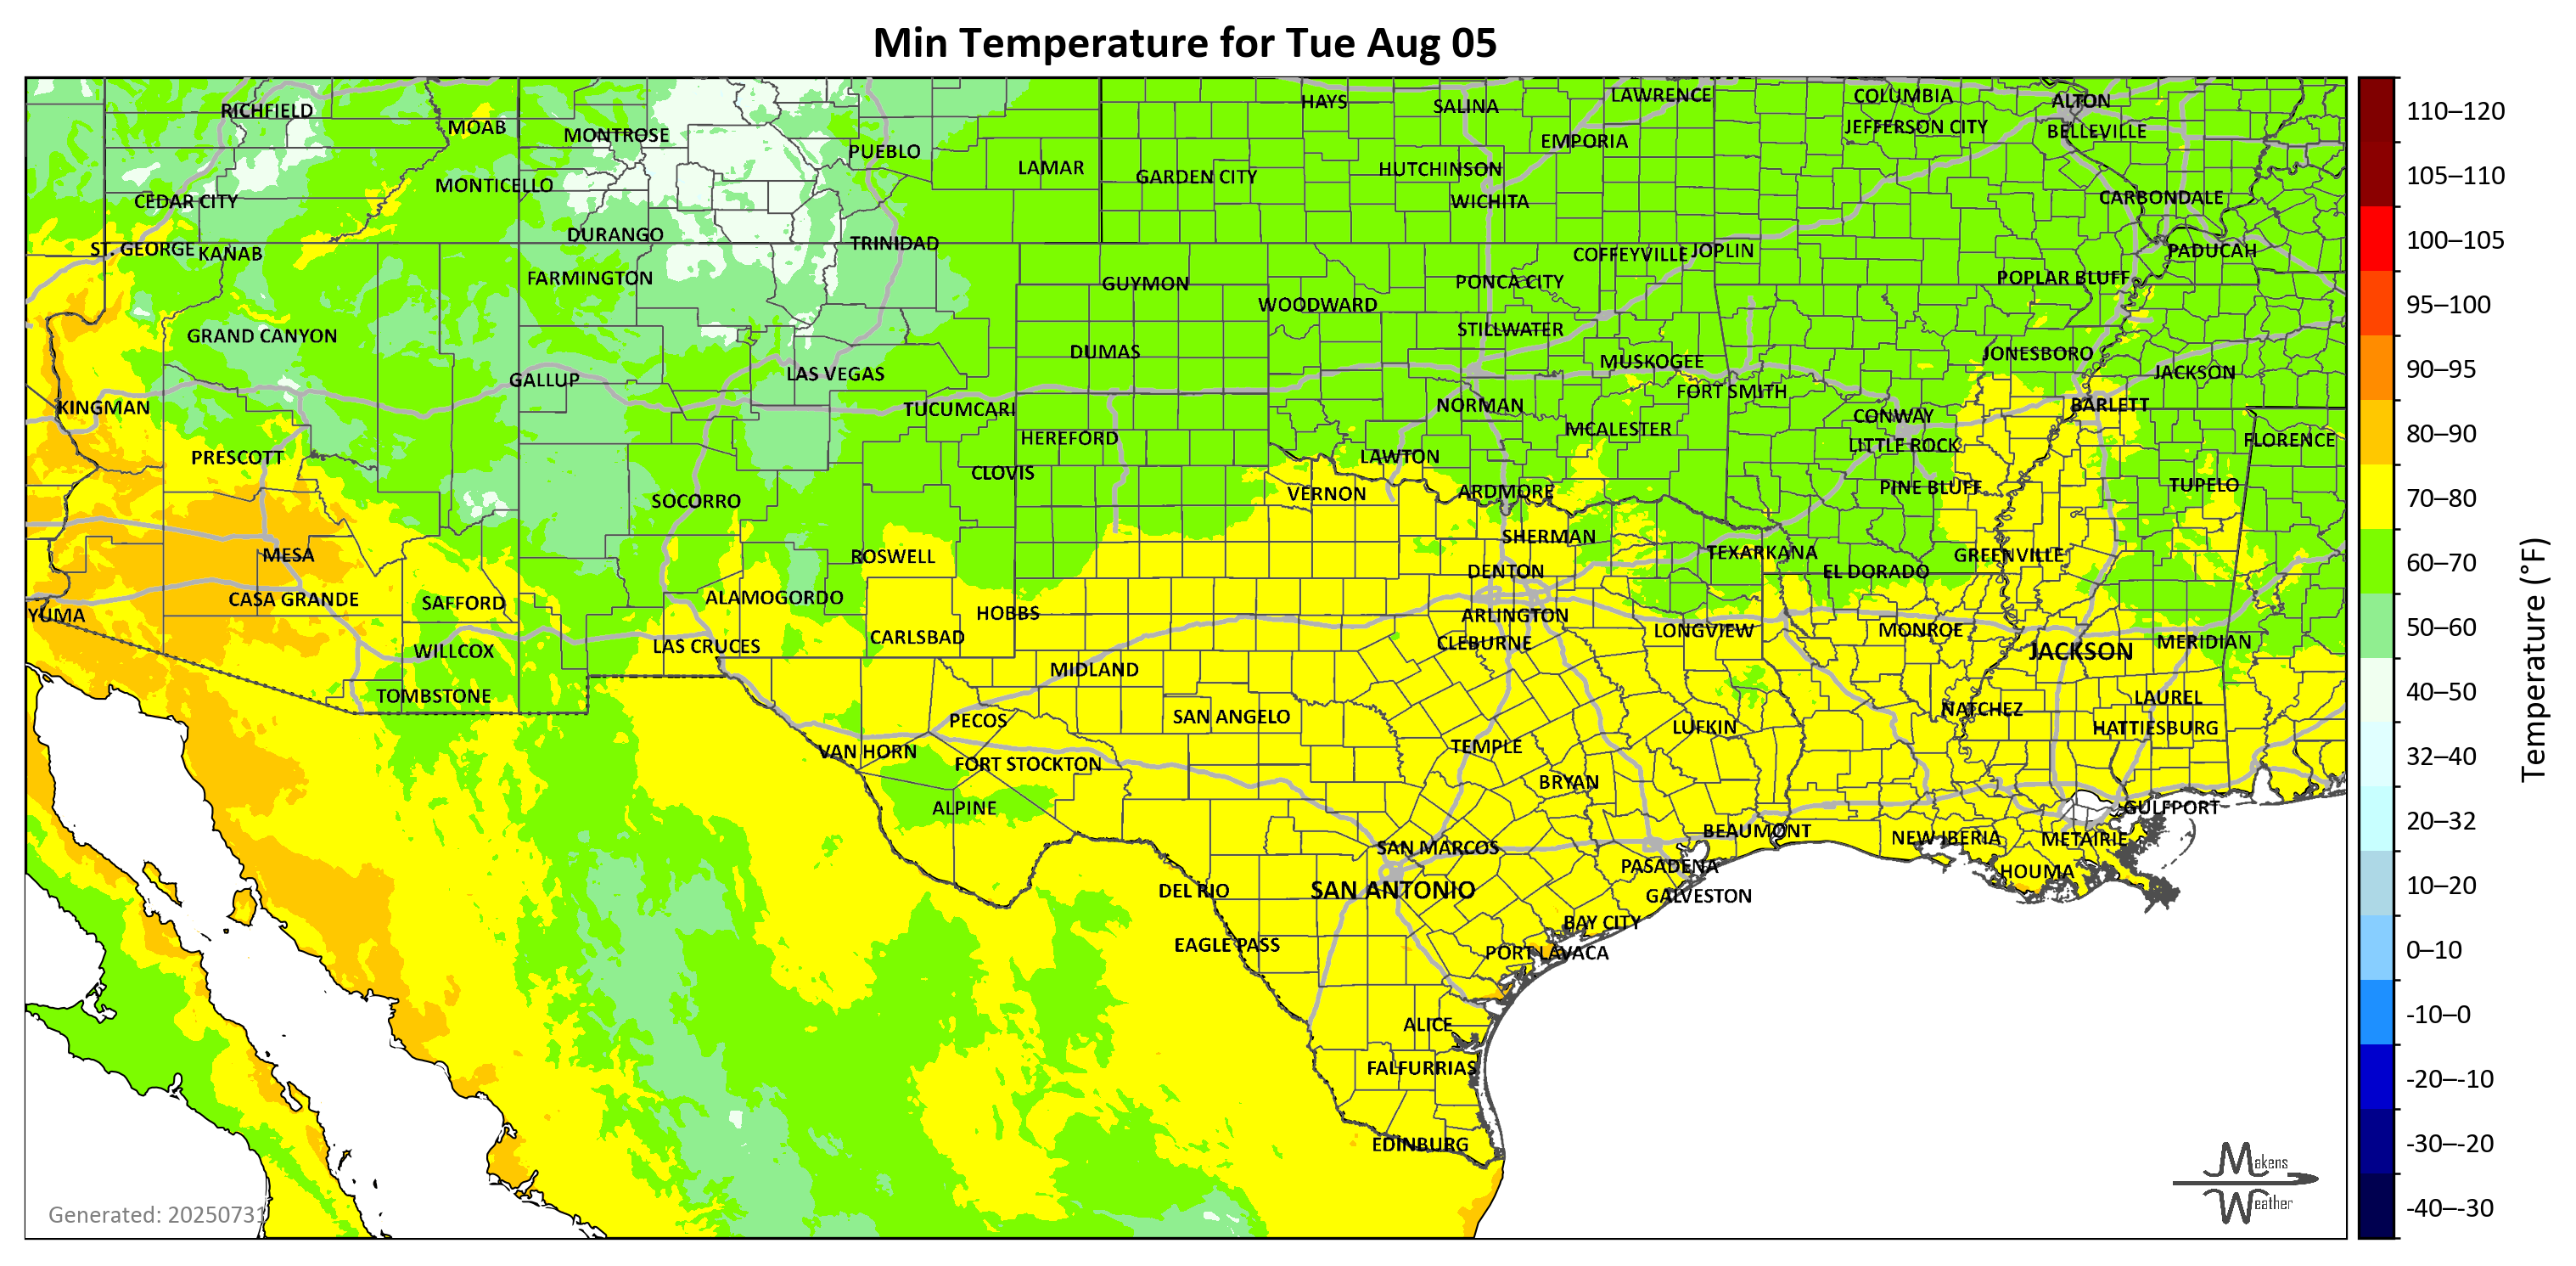 Min Temperature for Tue Aug 05
RICHFIELD
MOAB
MONTROSE
PUEBLO
LAMAR
HAYS
SALINA
LAWRENCE
COLUMBIA
ALTON
JEFFERSON CITY
BELLEVILLE
EMPORIA
HUTCHINSON
GARDEN CITY
WICHITA
MONTICELLO
CEDAR CITY
CARBONDALE
DURANGO
TRINIDAD
ST. GEORGE
KANAB
COFFEYVILLE
JOPLIN
PADUCAH
FARMINGTON
GUYMON
PONCA CITY
POPLAR BLUFF
WOODWARD
GRAND CANYON
STILLWATER
DUMAS
MUSKOGEE
JONESBORO
JACKSON
GALLUP
LAS VEGAS
FORT SMITH
KINGMAN
TUCUMCARI
NORMAN
CONWAY
BARLETT
HEREFORD
MCALESTER
LITTLE ROCK
FLORENCE
PRESCOTT
CLOVIS
LAWTON
SOCORRO
VERNON
ARDMORE
PINE BLUFF
TUPELO
MESA
ROSWELL
SHERMAN
TEXARKANA
GREENVILLE
DENTON
EL DORADO
CASA GRANDE
SAFFORD
ALAMOGORDO
YUMA
HOBBS
ARLINGTON
CARLSBAD
CLEBURNE
LONGVIEW
MONROE
MERIDIAN
WILLCOX
LAS CRUCES
JACKSON
MIDLAND
TOMBSTONE
LAUREL
PECOS
SAN ANGELO
NATCHEZ
LUFKIN
HATTIESBURG
VAN HORN
TEMPLE
FORT STOCKTON
BRYAN
ALPINE
GULFPORT
BEAUMONT
NEW IBERIA
METAIRIE
SAN MARCOS
PASADENA
HOUMA
DEL RIO
SAN ANTONIO
GALVESTON
BAY CITY
EAGLE PASS
PORT LAVACA
ALICE
FALFURRIAS
EDINBURG
Generated: 20250731
Makens
Weather
110–120
105–110
100–105
95–100
90–95
80–90
70–80
60–70
50–60
40–50
32–40
20–32
10–20
0–10
-10–0
-20–-10
-30–-20
-40–-30
Temperature (°F)